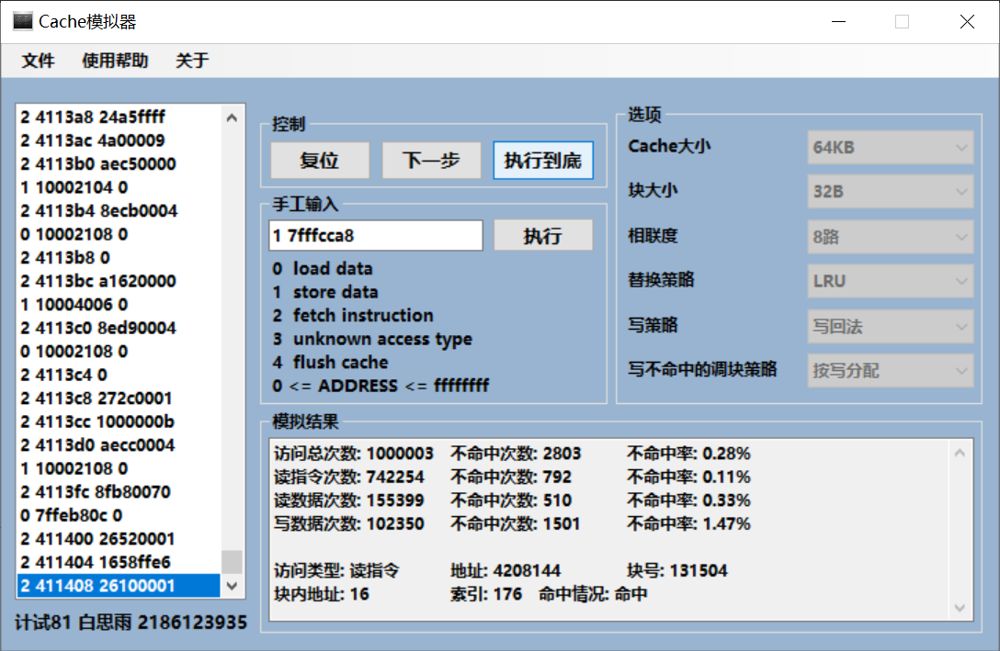 Cache模拟器
文件 使用帮助 关于
2 4113a8 24a5ffff
2 4113ac 4a00009
2 4113b0 aec50000
1 10002104 0
2 4113b4 8ecb0004
0 10002108 0
2 4113b8 0
2 4113bc a1620000
1 10004006 0
2 4113c0 8ed90004
0 10002108 0
2 4113c4 0
2 4113c8 272c0001
2 4113cc 1000000b
2 4113d0 aecc0004
1 10002108 0
2 4113fc 8fb80070
0 7ffeb80c 0
2 411400 26520001
2 411404 1658ffe6
2 411408 26100001
计试81 白思雨 2186123935
控制
复位 下一步 执行到底
手工输入
1 7fffcca8 执行
0 load data
1 store data
2 fetch instruction
3 unknown access type
4 flush cache
0 <= ADDRESS <= ffffffff
选项
Cache大小 64KB
块大小 32B
相联度 8路
替换策略 LRU
写策略 写回法
写不命中的调块策略 按写分配
模拟结果
访问总次数: 1000003 不命中次数: 2803 不命中率: 0.28%
读指令次数: 742254 不命中次数: 792 不命中率: 0.11%
读数据次数: 155399 不命中次数: 510 不命中率: 0.33%
写数据次数: 102350 不命中次数: 1501 不命中率: 1.47%
访问类型: 读指令 地址: 4208144 块号: 131504
块内地址: 16 索引: 176 命中情况: 命中